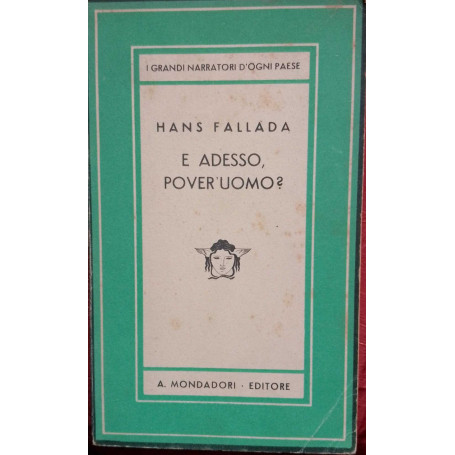 I GRANDI NARRATORI D'OGNI PAESE
HANS FALLADA
E ADESSO,
POVER'UOMO?
A. MONDADORI · EDITORE